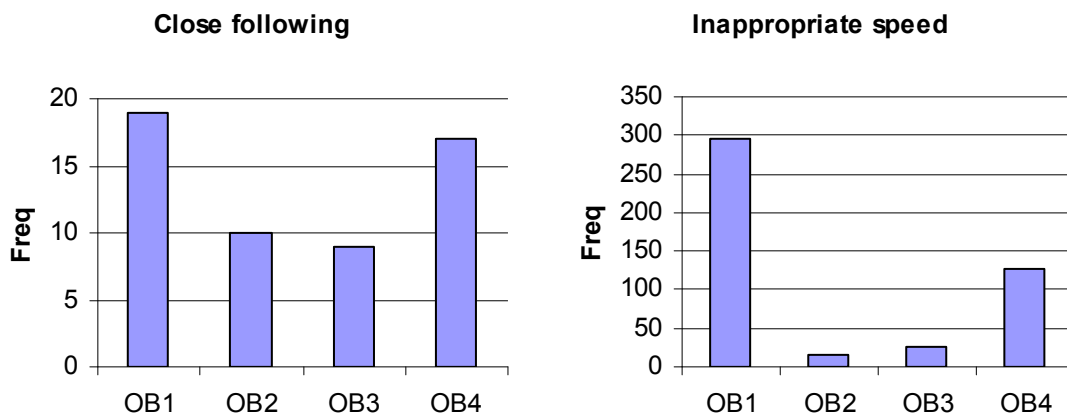 Close following
Freq
20
15
10
5
0
OB1 OB2 OB3 OB4
Inappropriate speed
Freq
350
300
250
200
150
100
50
0
OB1 OB2 OB3 OB4